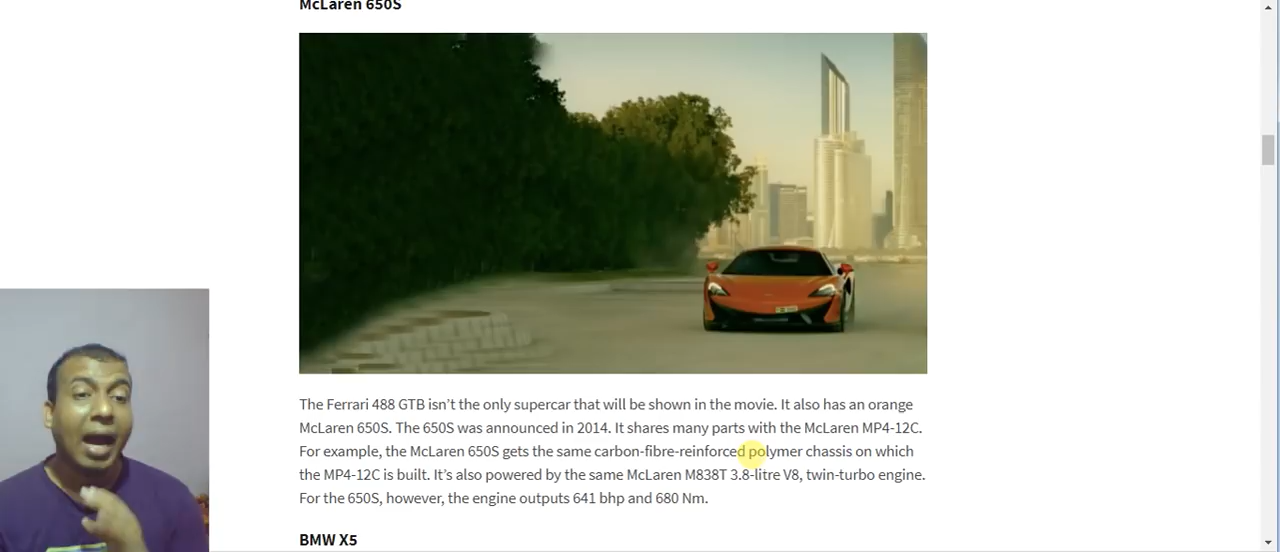 McLaren 650S
The Ferrari 488 GTB isn’t the only supercar that will be shown in the movie. It also has an orange
McLaren 650S. The 650S was announced in 2014. It shares many parts with the McLaren MP4-12C.
For example, the McLaren 650S gets the same carbon-fibre-reinforced polymer chassis on which
the MP4-12C is built. It’s also powered by the same McLaren M838T 3.8-litre V8, twin-turbo engine.
For the 650S, however, the engine outputs 641 bhp and 680 Nm.
BMW X5